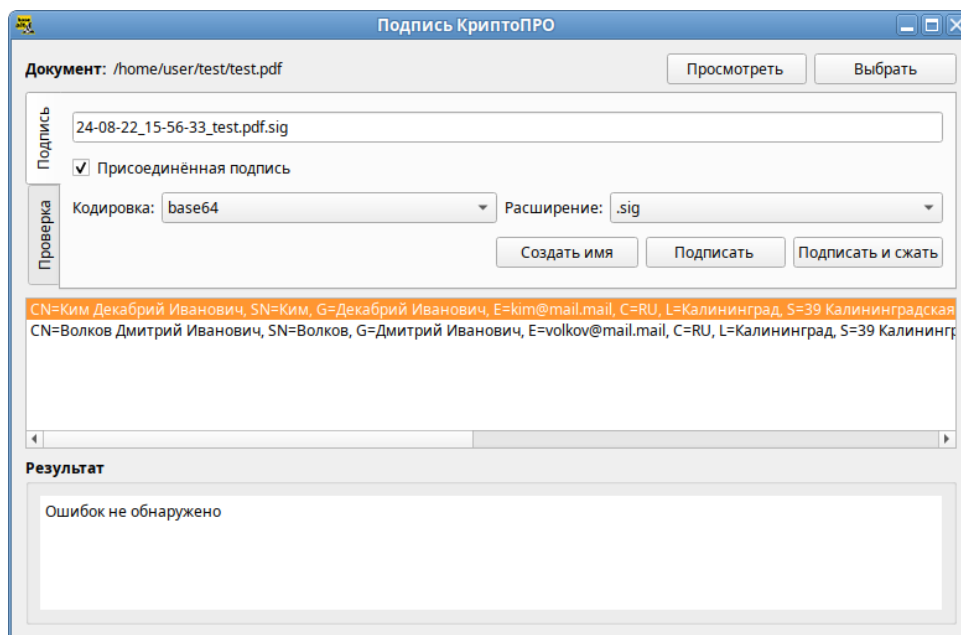 Подпись КриптоПРО
Документ: /home/user/test/test.pdf
Просмотреть
Выбрать
Подпись
24-08-22_15-56-33_test.pdf.sig
Присоединённая подпись
Проверка
Кодировка: base64
Расширение: .sig
Создать имя
Подписать
Подписать и сжать
CN=Ким Декабрий Иванович, SN=Ким, G=Декабрий Иванович, E=kim@mail.mail, C=RU, L=Калининград, S=39 Калининградская
CN=Волков Дмитрий Иванович, SN=Волков, G=Дмитрий Иванович, E=volkov@mail.mail, C=RU, L=Калининград, S=39
Результат
Ошибок не обнаружено